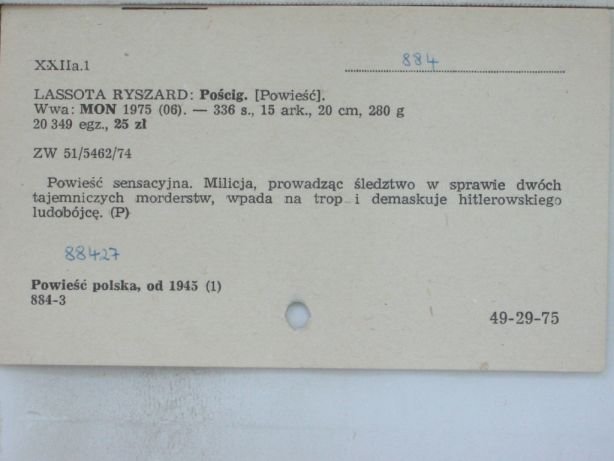 XXIIa.1
884
LASSOTA RYSZARD: Pościg. [Powieść].
Wwa: MON 1975 (06). — 336 s., 15 ark., 20 cm, 280 g
20 349 egz., 25 zł
ZW 51/5462/74
Powieść sensacyjna. Milicja, prowadząc śledztwo w sprawie dwóch
tajemniczych morderstw, wpada na trop i demaskuje hitlerowskiego
ludobójcę. (P)
88427
Powieść polska, od 1945 (1)
884-3
49-29-75